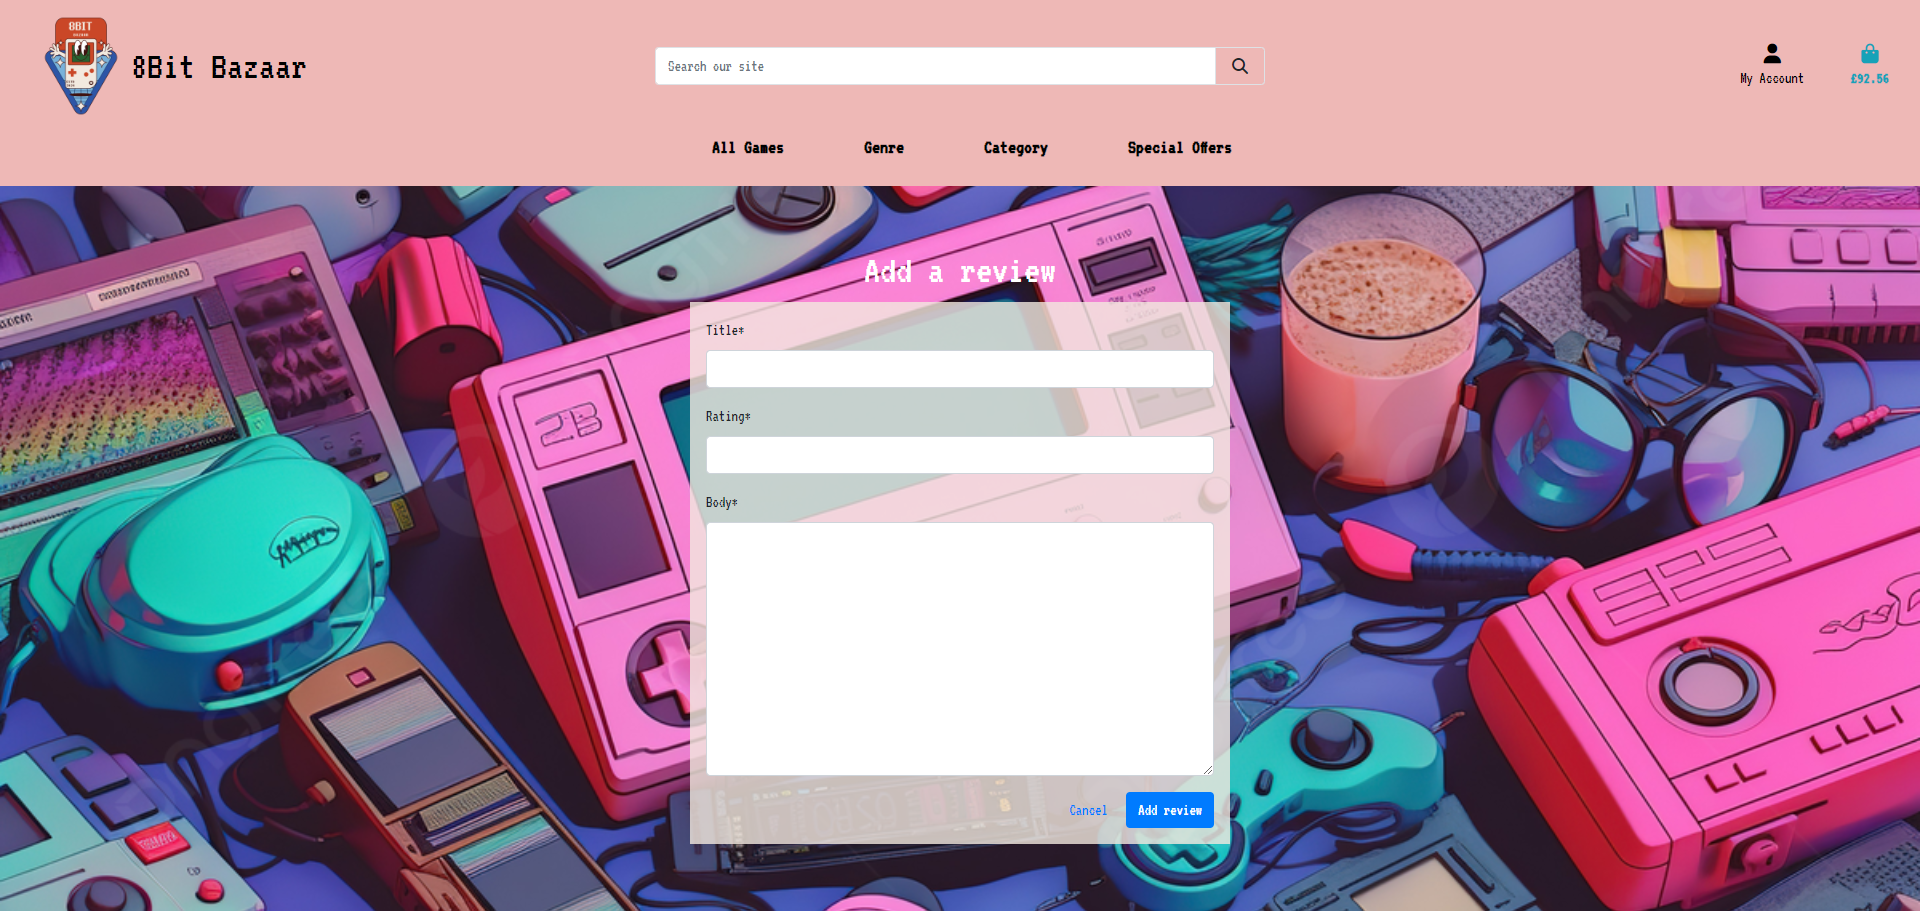 8BIT
8Bit Bazaar
Search our site
My Account
£92.56
All Games
Genre
Category
Special Offers
Add a review
Title*
Rating*
Body*
Cancel
Add review